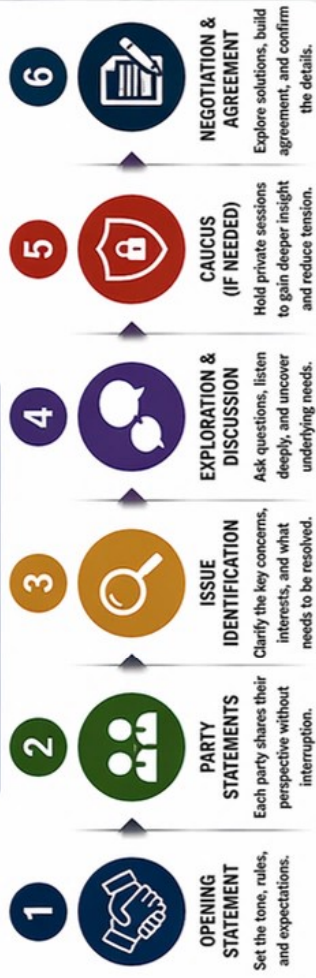 1
OPENING
STATEMENT
Set the tone, rules,
and expectations.
2
PARTY
STATEMENTS
Each party shares their
perspective without
interruption.
3
ISSUE
IDENTIFICATION
Clarify the key concerns,
interests, and what
needs to be resolved.
4
EXPLORATION &
DISCUSSION
Ask questions, listen
deeply, and uncover
underlying needs.
5
CAUCUS
(IF NEEDED)
Hold private sessions
to gain deeper insight
and reduce tension.
6
NEGOTIATION &
AGREEMENT
Explore solutions, build
agreement, and confirm
the details.